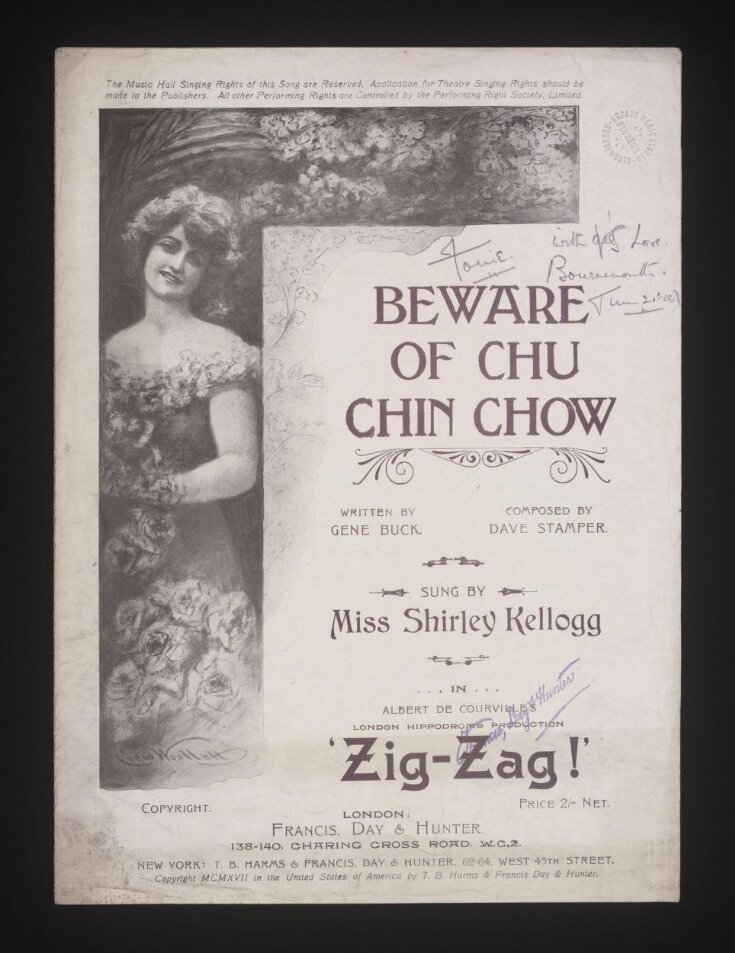 The Music Hall Singing Rights of this Song are Reserved. Application for Theatre Singing Rights should be
made to the Publishers. All other Performing Rights are Controlled by the Performing Right Society, Limited.
with Love.
Bournemouth.
BEWARE
OF CHU
CHIN CHOW
WRITTEN BY
GENE BUCK.
COMPOSED BY
DAVE STAMPER.
SUNG BY
Miss Shirley Kellogg
... IN ...
ALBERT DE COURVILLE'S
LONDON HIPPODROME PRODUCTION
Francis, Day & Hunter
'Zig-Zag!'
COPYRIGHT.
PRICE 2/- NET.
LONDON:
FRANCIS, DAY & HUNTER.
138-140, CHARING CROSS ROAD, W.C.2.
NEW YORK: T. B. HARMS & FRANCIS, DAY & HUNTER, 62-64, WEST 45TH STREET.
Copyright MCMXVII in the United States of America by T. B. Harms & Francis Day & Hunter.